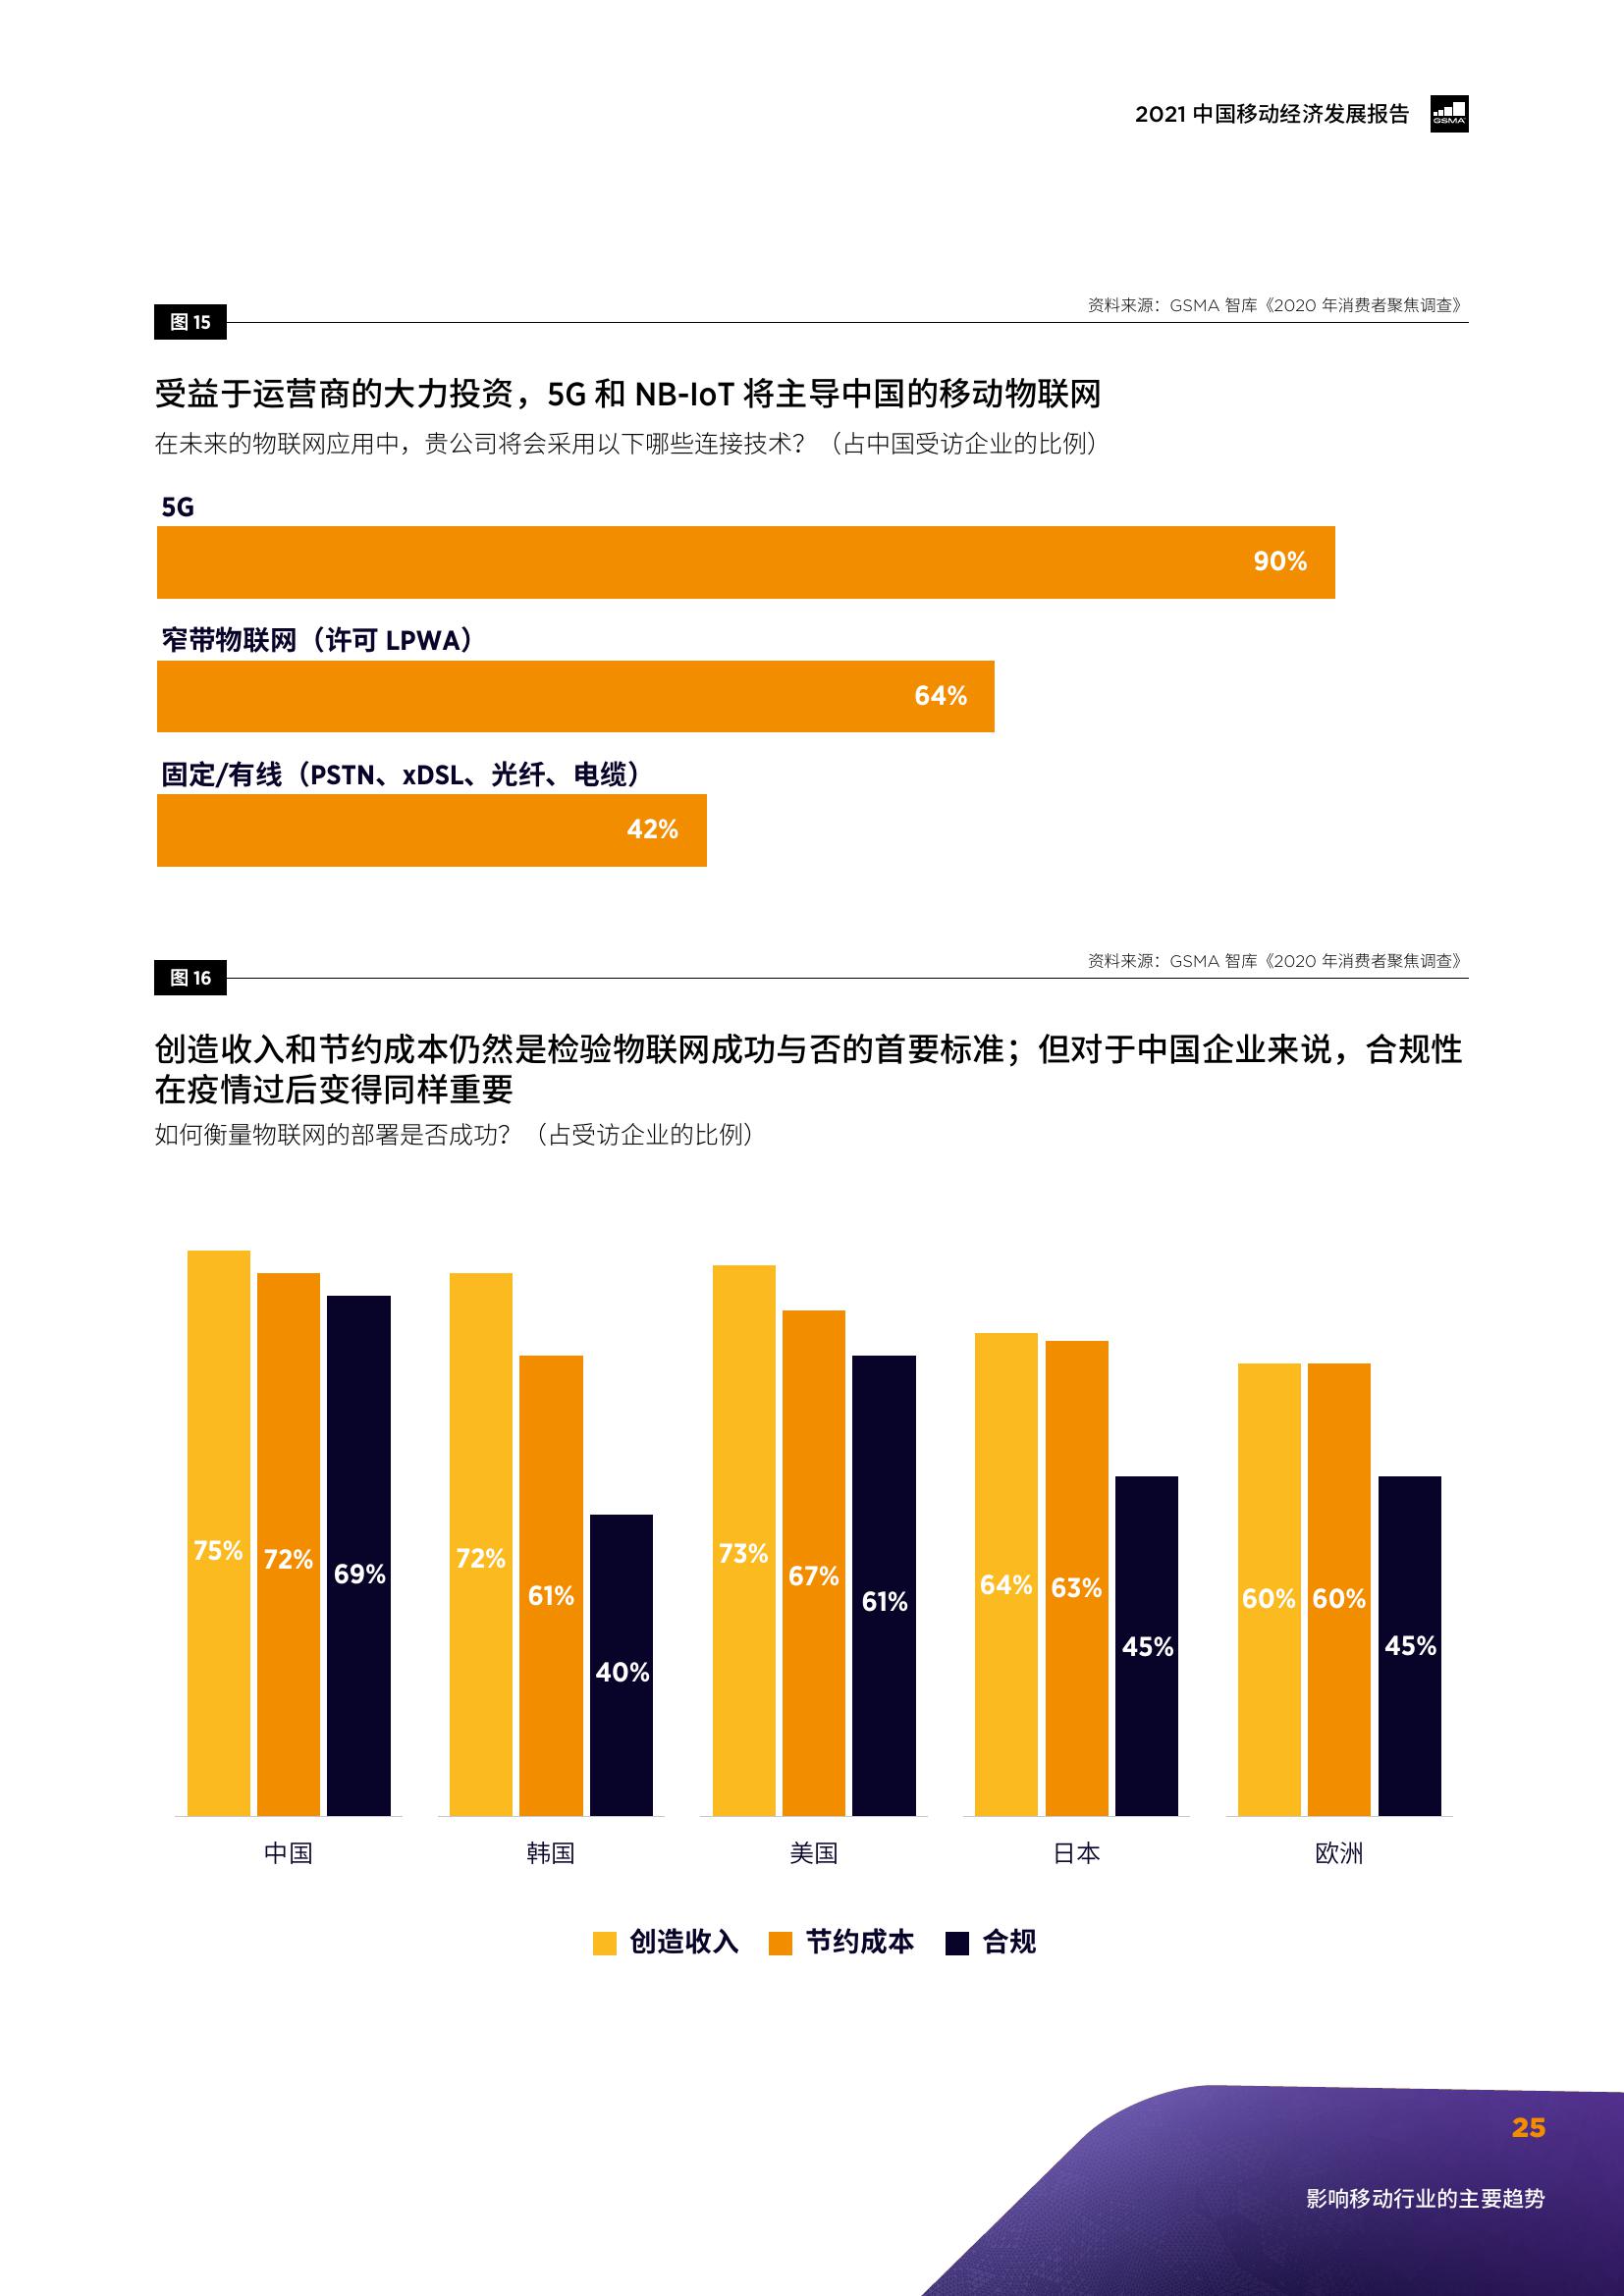 2021 中国移动经济发展报告
GSMA
图 15
资料来源：GSMA 智库《2020 年消费者聚焦调查》
受益于运营商的大力投资，5G 和 NB-IoT 将主导中国的移动物联网
在未来的物联网应用中，贵公司将会采用以下哪些连接技术？（占中国受访企业的比例）
5G
90%
窄带物联网（许可 LPWA）
64%
固定/有线（PSTN、xDSL、光纤、电缆）
42%
图 16
资料来源：GSMA 智库《2020 年消费者聚焦调查》
创造收入和节约成本仍然是检验物联网成功与否的首要标准；但对于中国企业来说，合规性
在疫情过后变得同样重要
如何衡量物联网的部署是否成功？（占受访企业的比例）
75% 72% 69%
72% 61% 40%
73% 67% 61%
64% 63% 45%
60% 60% 45%
中国 韩国 美国 日本 欧洲
创造收入 节约成本 合规
25
影响移动行业的主要趋势